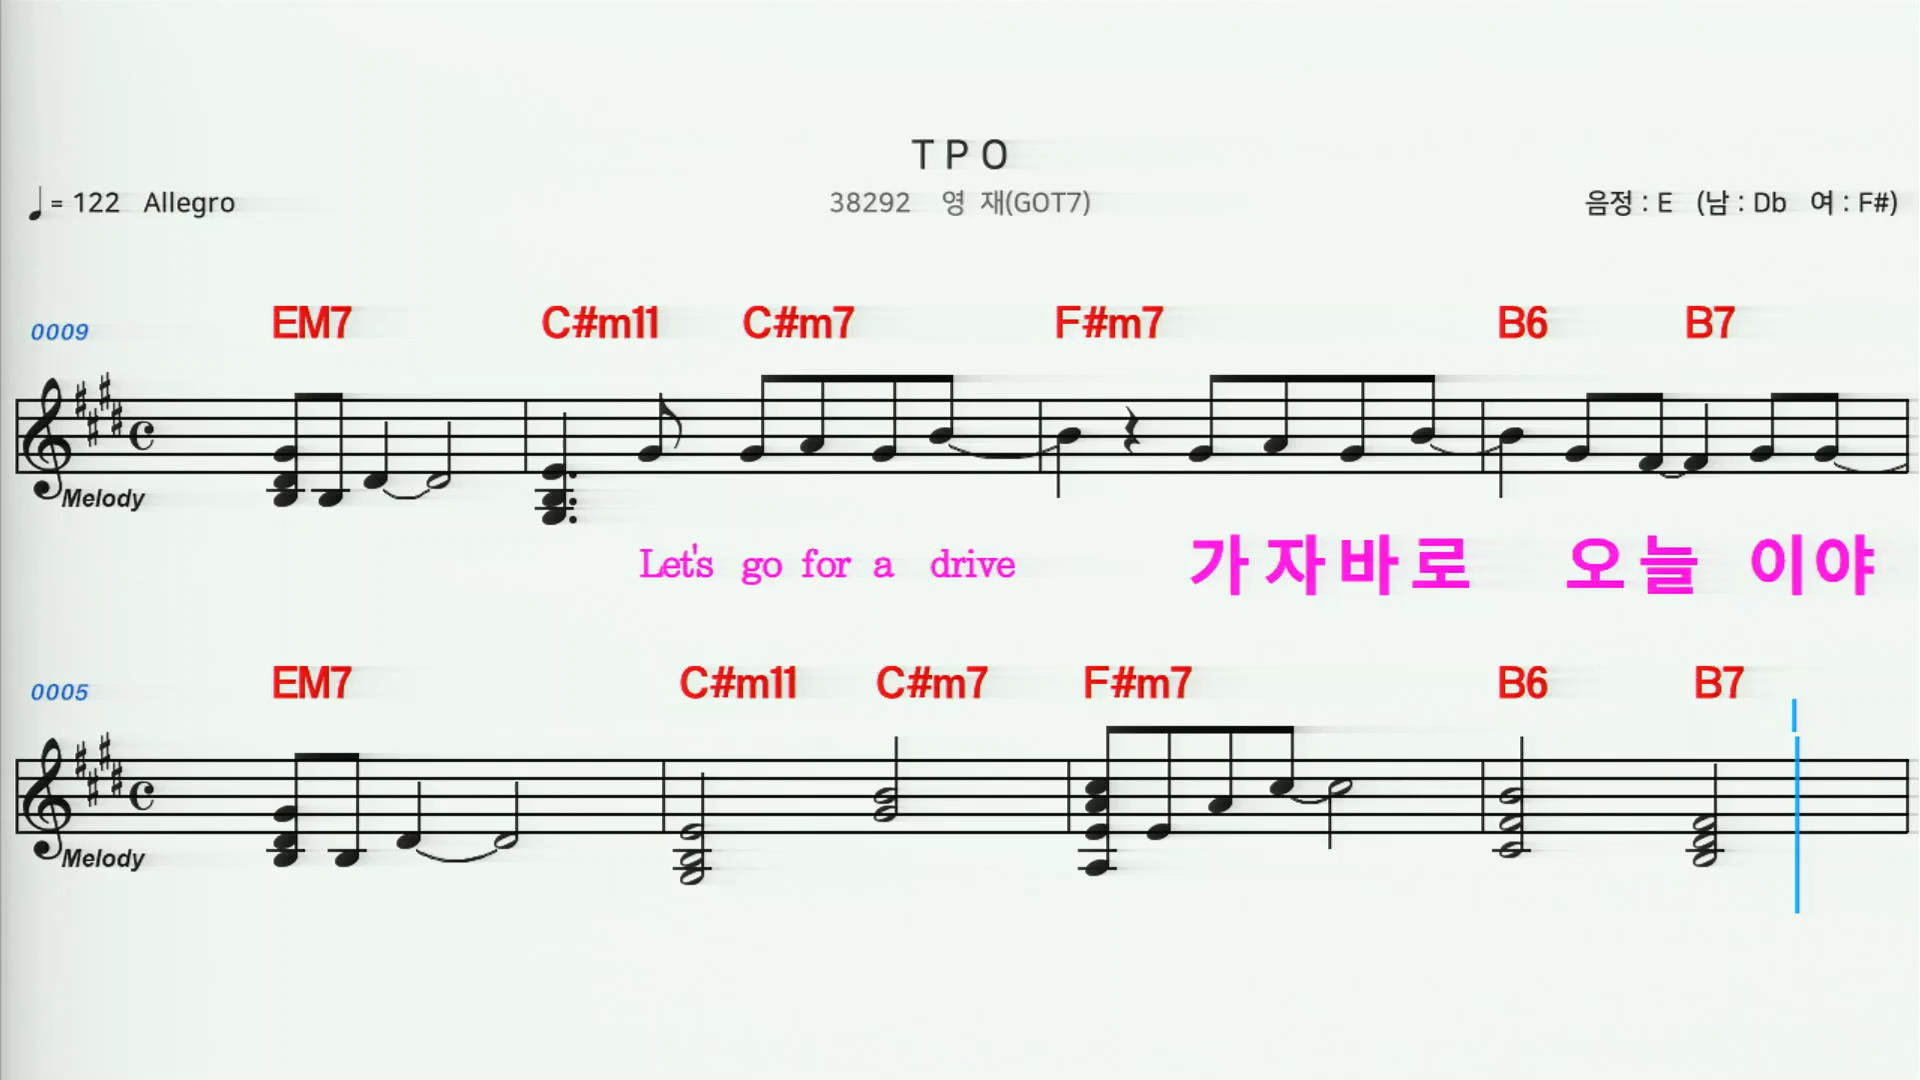 T P O
♩= 122 Allegro 38292 영 재(GOT7) 음정 : E (남 : Db 여 : F#)
0009 EM7 C#m11 C#m7 F#m7 B6 B7
Melody
Let's go for a drive 가자바로 오늘 이야
0005 EM7 C#m11 C#m7 F#m7 B6 B7
Melody